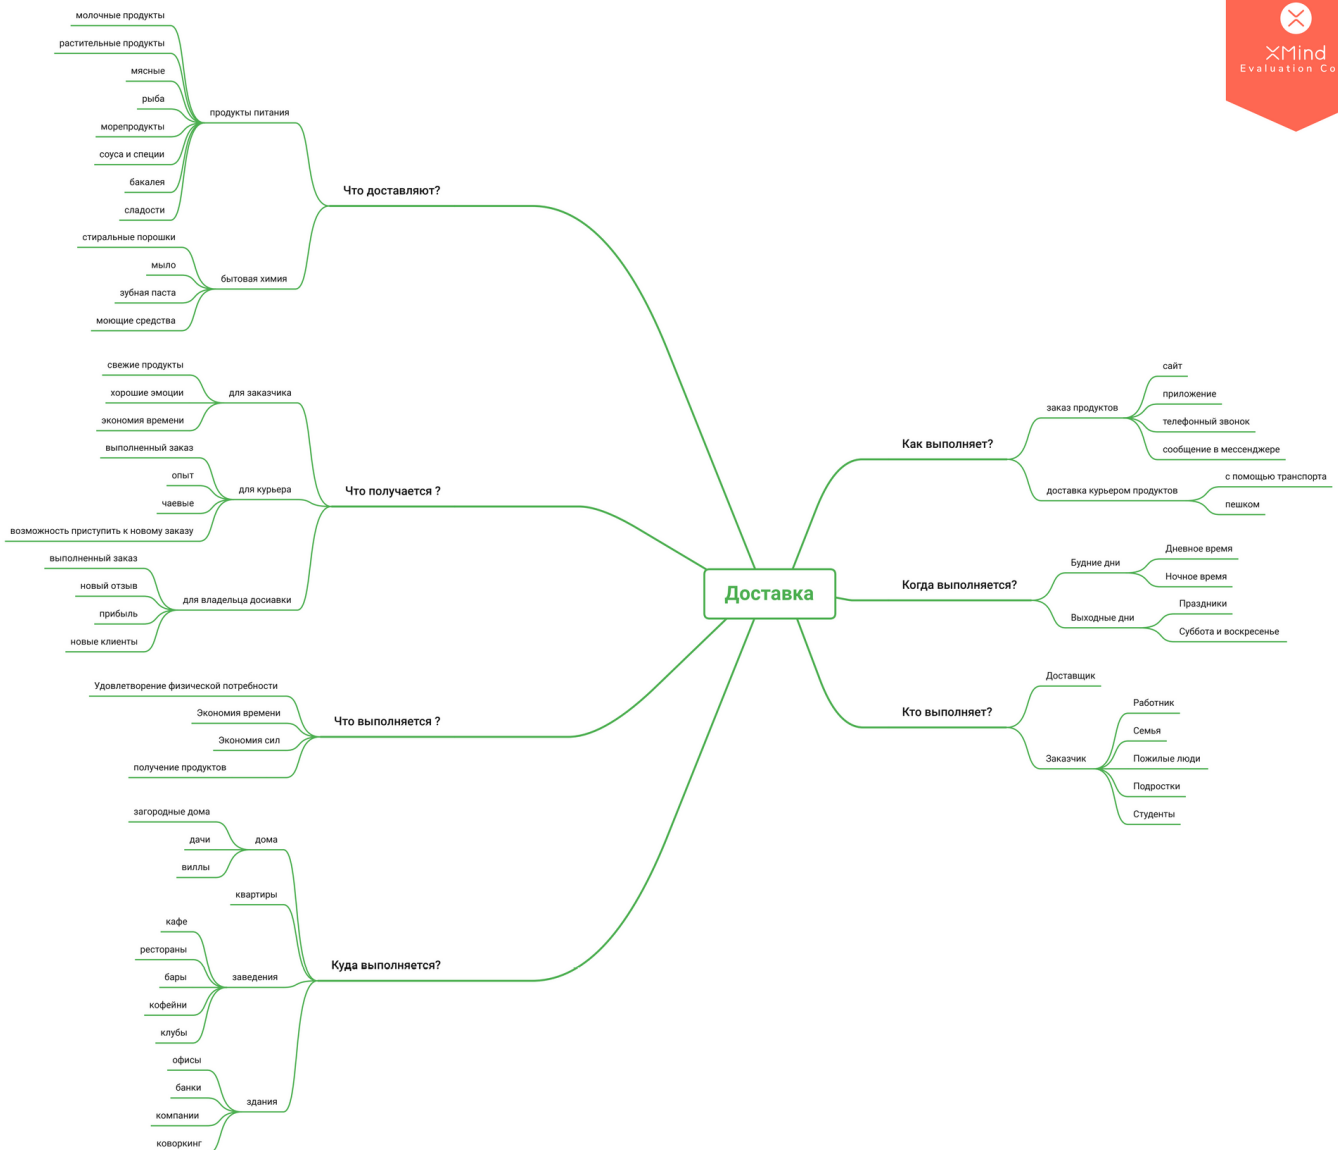 молочные продукты
растительные продукты
мясные
рыба
морепродукты
соуса и специи
бакалея
сладости
продукты питания
стиральные порошки
мыло
зубная паста
моющие средства
бытовая химия
Что доставляют?
свежие продукты
хорошие эмоции
экономия времени
для заказчика
выполненный заказ
опыт
чаевые
возможность приступить к новому заказу
для курьера
выполненный заказ
новый отзыв
прибыль
новые клиенты
для владельца досиавки
Что получается ?
Удовлетворение физической потребности
Экономия времени
Экономия сил
получение продуктов
Что выполняется ?
загородные дома
дачи
виллы
дома
квартиры
кафе
рестораны
бары
кофейни
клубы
заведения
офисы
банки
компании
коворкинг
здания
Куда выполняется?
Доставка
Как выполняет?
заказ продуктов
сайт
приложение
телефонный звонок
сообщение в мессенджере
доставка курьером продуктов
с помощью транспорта
пешком
Когда выполняется?
Будние дни
Дневное время
Ночное время
Выходные дни
Праздники
Суббота и воскресенье
Кто выполняет?
Доставщик
Заказчик
Работник
Семья
Пожилые люди
Подростки
Студенты
XMind
Evaluation Co